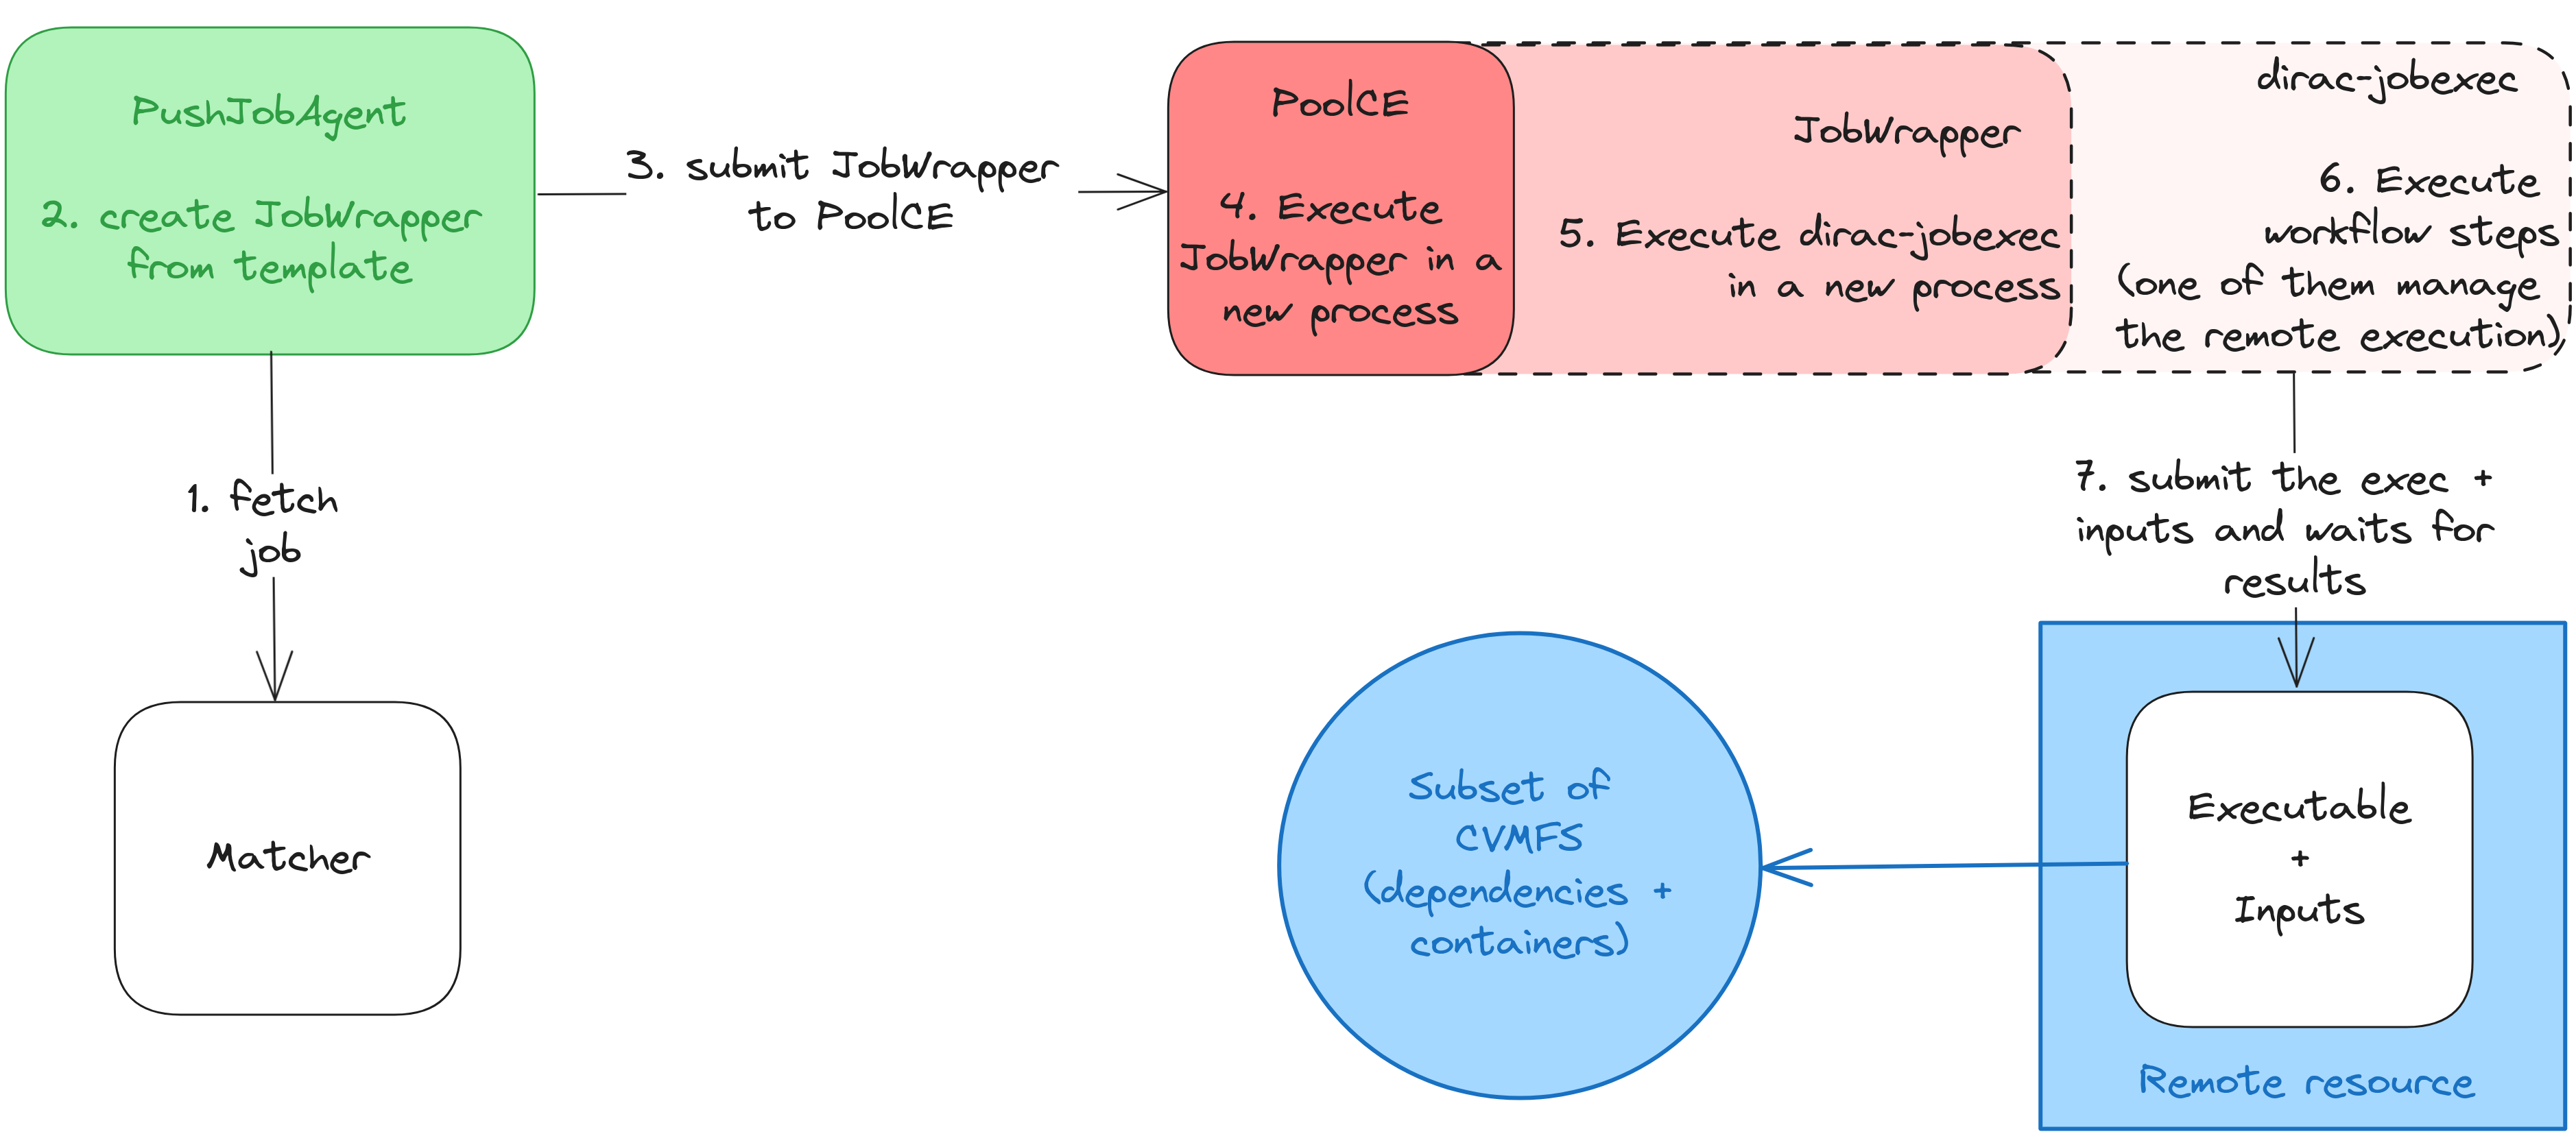 PushJobAgent
2. create JobWrapper
from template
3. submit JobWrapper
to PoolCE
PoolCE
4. Execute
JobWrapper in a
new process
JobWrapper
5. Execute dirac-jobexec
in a new process
dirac-jobexec
6. Execute
workflow steps
(one of them manage
the remote execution)
1. fetch
job
7. submit the exec +
inputs and waits for
results
Matcher
Subset of
CVMFS
(dependencies +
containers)
Executable
+
Inputs
Remote resource